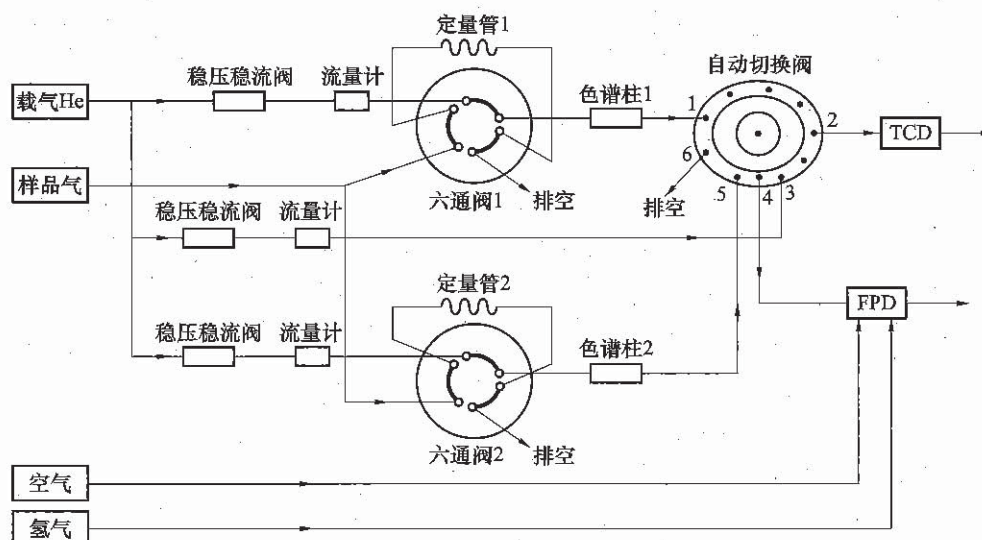 定量管1
自动切换阀
稳压稳流阀
流量计
载气He
色谱柱1
1
2
TCD
6
样品气
六通阀1
排空
排空
5
4
3
稳压稳流阀
流量计
定量管2
FPD
稳压稳流阀
流量计
色谱柱2
六通阀2
排空
空气
氢气